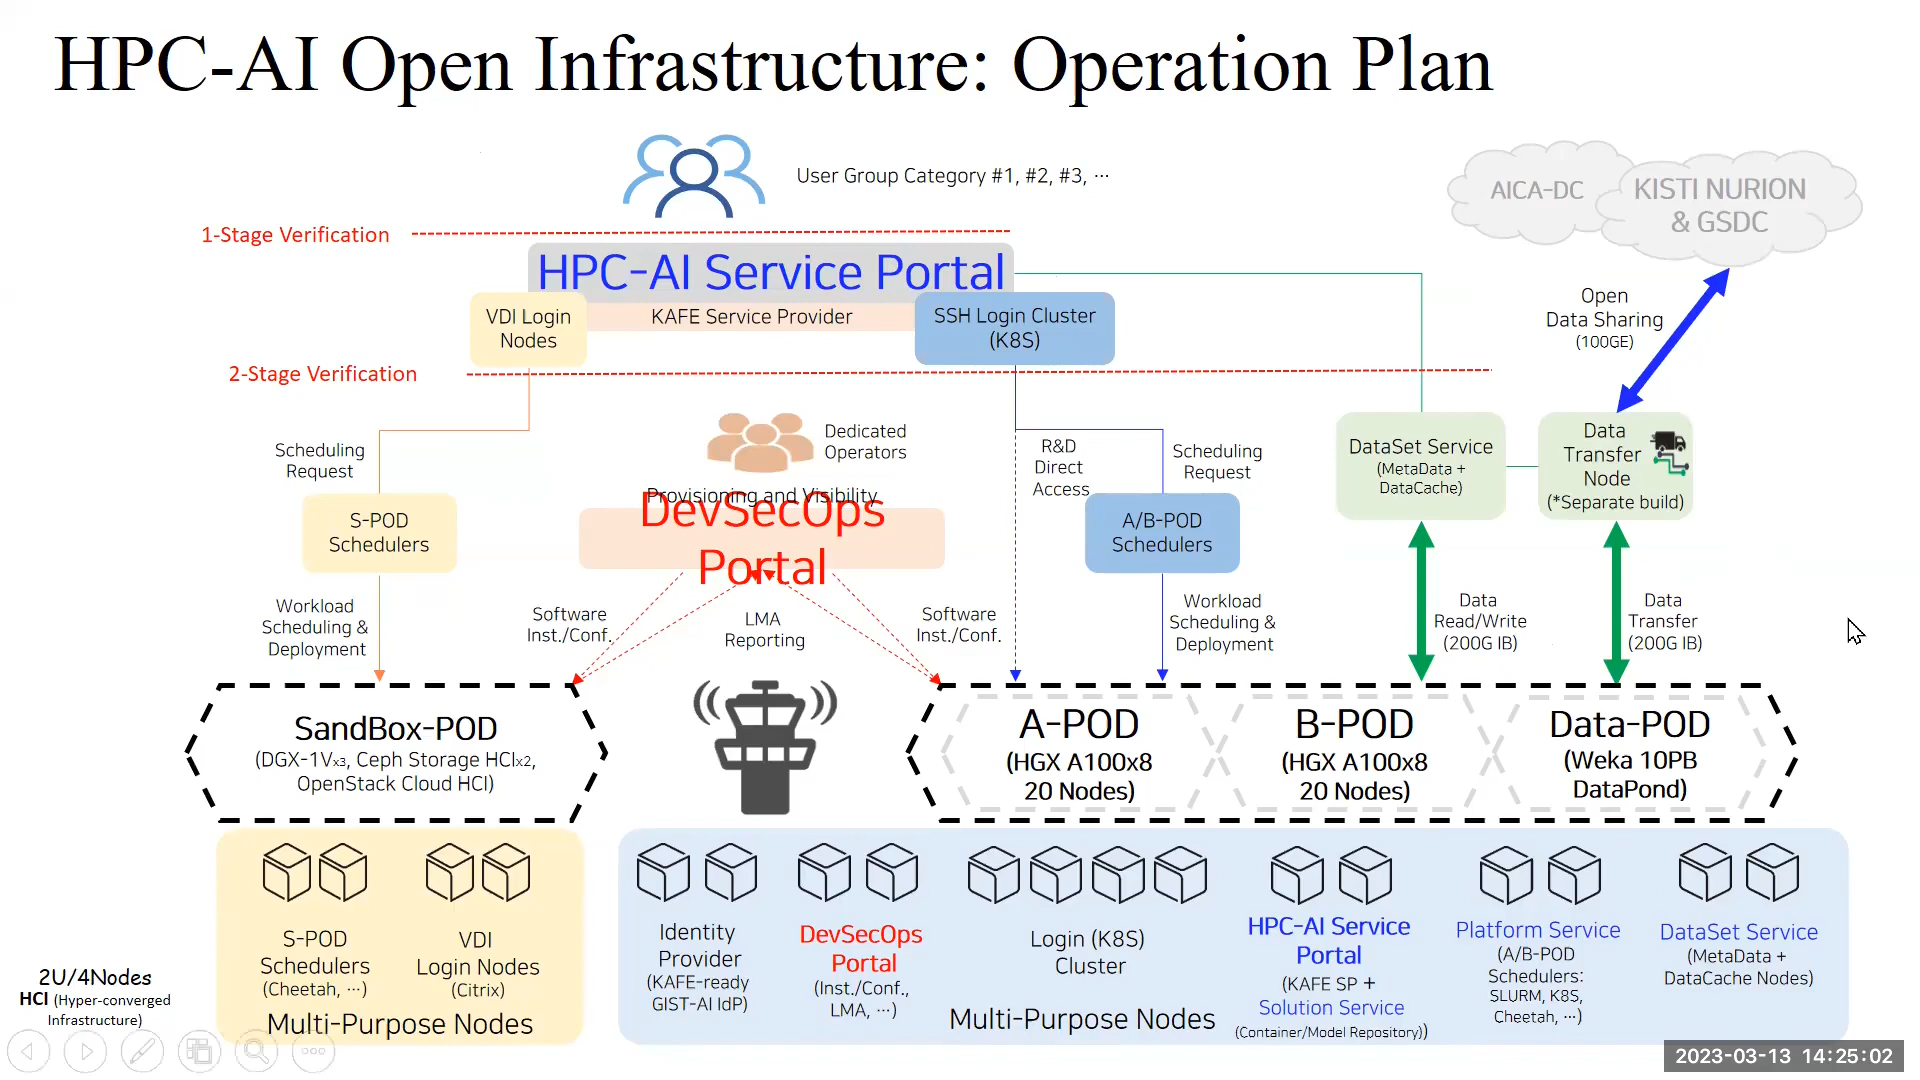 HPC-AI Open Infrastructure: Operation Plan
User Group Category #1, #2, #3, ···
AICA-DC
KISTI NURION
& GSDC
1-Stage Verification
HPC-AI Service Portal
VDI Login
Nodes
KAFE Service Provider
SSH Login Cluster
(K8S)
Open
Data Sharing
(100GE)
2-Stage Verification
Scheduling
Request
Dedicated
Operators
R&D
Direct
Access
Scheduling
Request
DataSet Service
(MetaData +
DataCache)
Data
Transfer
Node
(*Separate build)
Provisioning and Visibility
S-POD
Schedulers
DevSecOps
Portal
A/B-POD
Schedulers
Workload
Scheduling &
Deployment
Software
Inst./Conf.
LMA
Reporting
Software
Inst./Conf.
Workload
Scheduling &
Deployment
Data
Read/Write
(200G IB)
Data
Transfer
(200G IB)
SandBox-POD
(DGX-1Vx3, Ceph Storage HCIx2,
OpenStack Cloud HCI)
A-POD
(HGX A100x8
20 Nodes)
B-POD
(HGX A100x8
20 Nodes)
Data-POD
(Weka 10PB
DataPond)
S-POD
Schedulers
(Cheetah, ···)
VDI
Login Nodes
(Citrix)
Multi-Purpose Nodes
Identity
Provider
(KAFE-ready
GIST-AI IdP)
DevSecOps
Portal
(Inst./Conf.,
LMA, ···)
Login (K8S)
Cluster
Multi-Purpose Nodes
HPC-AI Service
Portal
(KAFE SP +
Solution Service
(Container/Model Repository))
Platform Service
(A/B-POD
Schedulers:
SLURM, K8S,
Cheetah, ···)
DataSet Service
(MetaData +
DataCache Nodes)
2U/4Nodes
HCI (Hyper-converged
Infrastructure)
2023-03-13 14:25:02